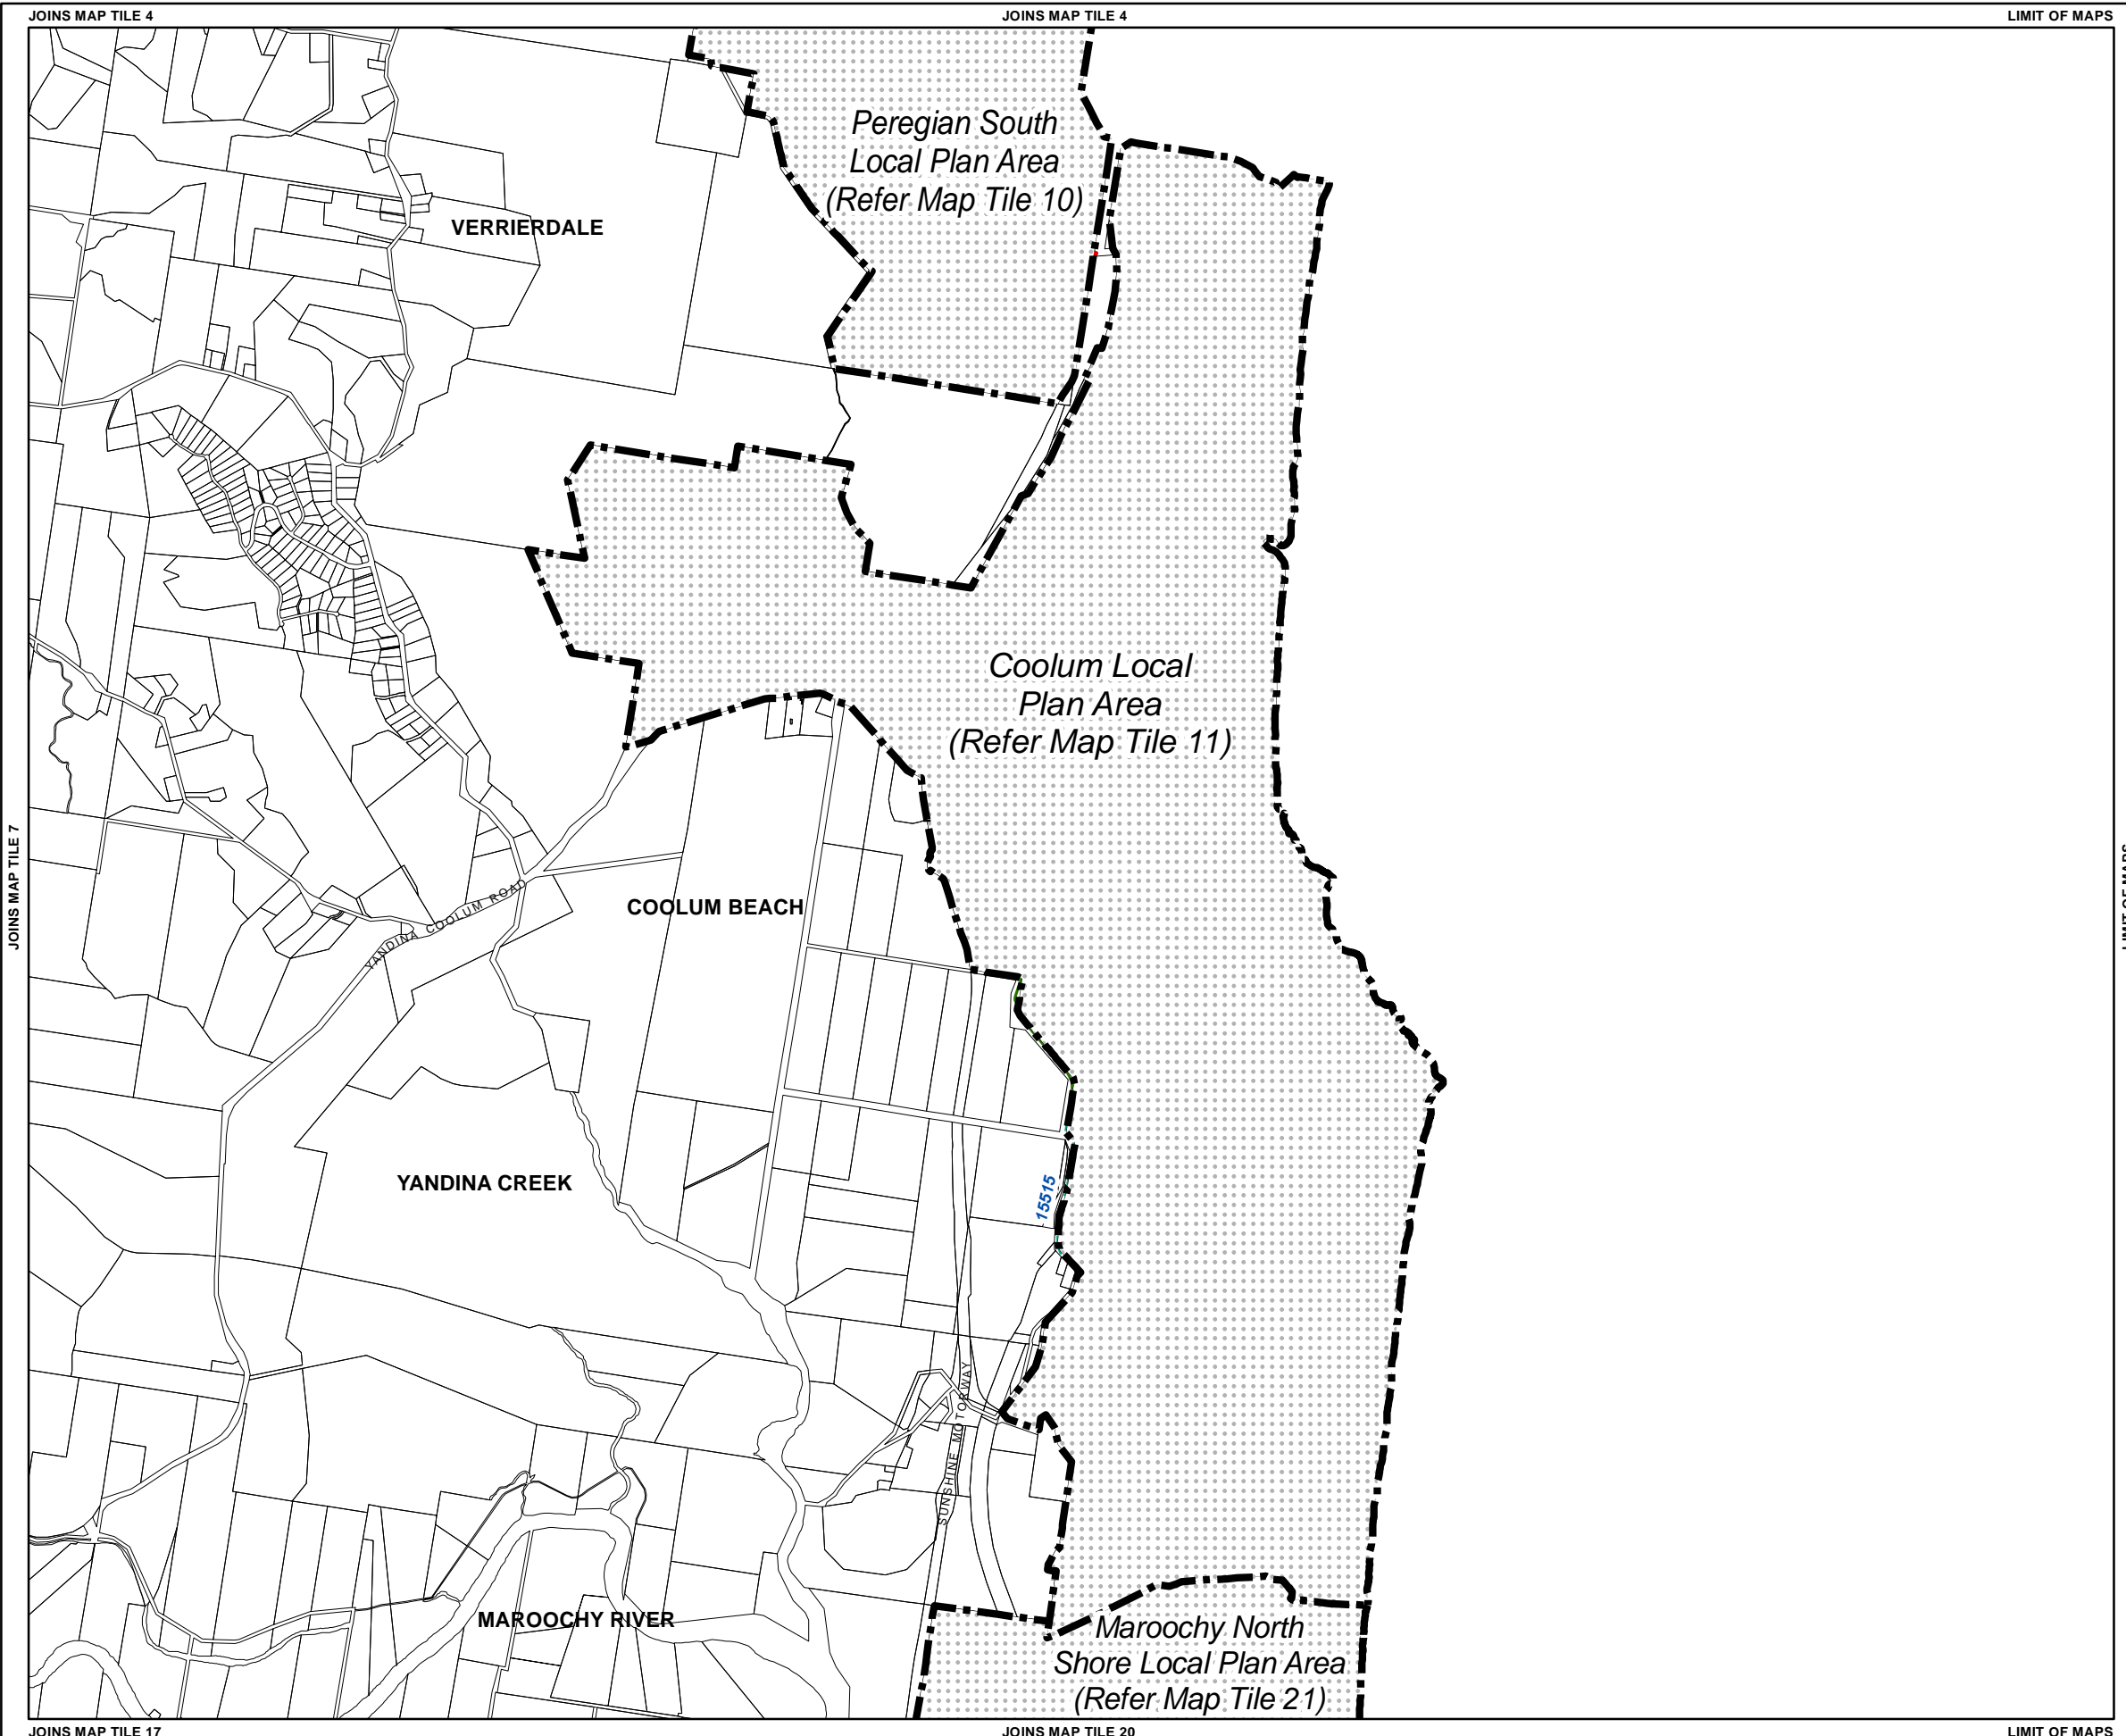 JOINS MAP TILE 4
JOINS MAP TILE 4
LIMIT OF MAPS
Peregian South
Local Plan Area
(Refer Map Tile 10)
VERRIERDALE
Coolum Local
Plan Area
(Refer Map Tile 11)
JOINS MAP TILE 7
LIMIT OF MAPS
YANDINA COOLUM ROAD
COOLUM BEACH
YANDINA CREEK
15515
SUNSHINE MOTORWAY
MAROOCHY RIVER
Maroochy North
Shore Local Plan Area
(Refer Map Tile 21)
JOINS MAP TILE 17
JOINS MAP TILE 20
LIMIT OF MAPS